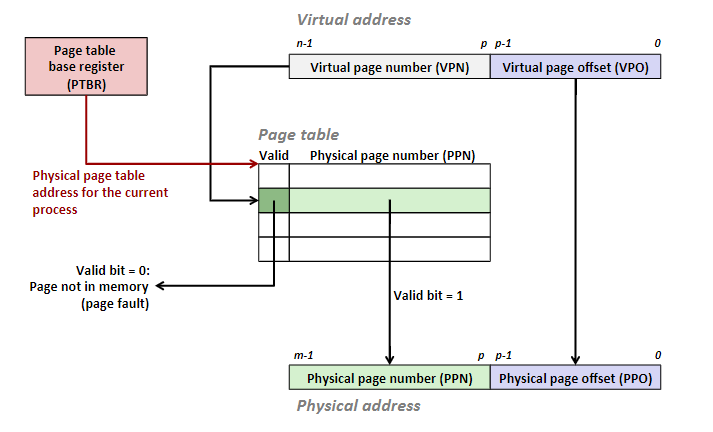 Virtual address
n-1 p p-1 0
Page table
base register
(PTBR)
Virtual page number (VPN) Virtual page offset (VPO)
Page table
Valid Physical page number (PPN)
Physical page table
address for the current
process
Valid bit = 0:
Page not in memory
(page fault)
Valid bit = 1
m-1 p p-1 0
Physical page number (PPN) Physical page offset (PPO)
Physical address